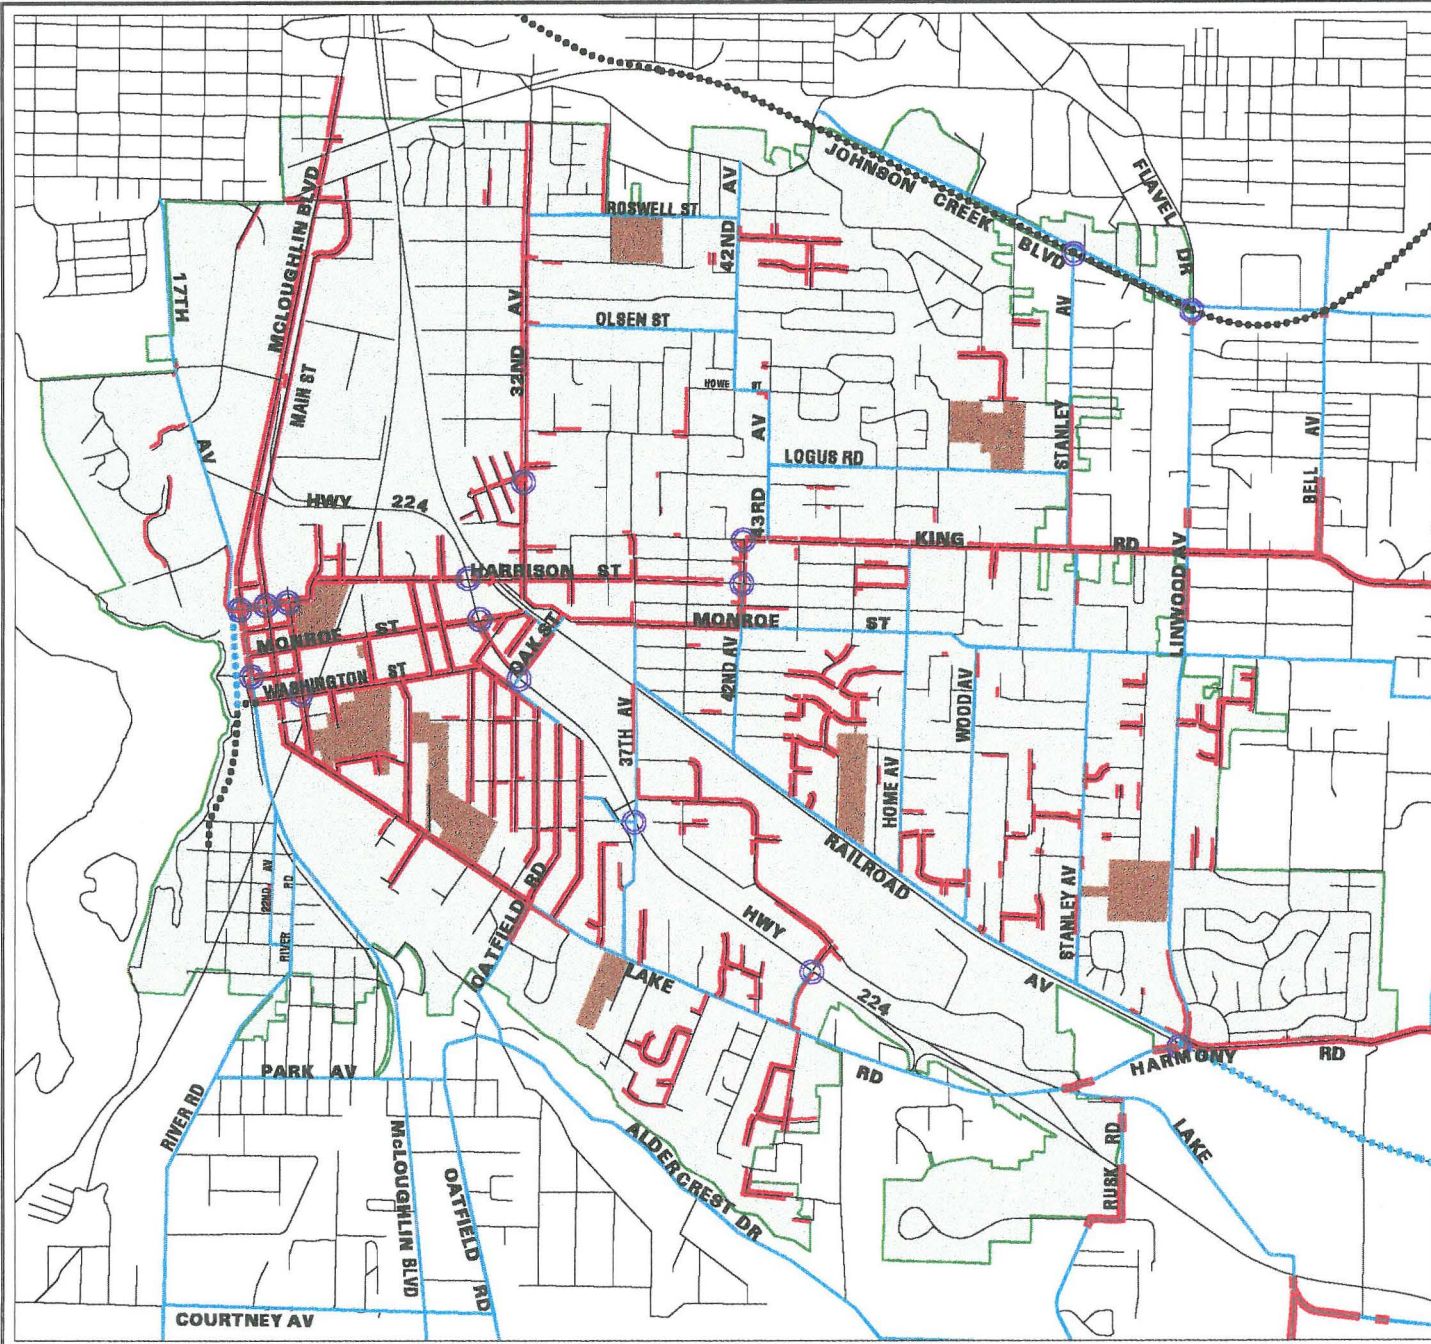 FLAVEL
DR
JOHNSON
CREEK
BLVD
MCLOUGHLIN BLVD
ROSWELL ST
42ND
AV
17TH
AV
32ND
AV
OLSEN ST
MAIN ST
HOWE ST
AV
STANLEY
AV
LOGUS RD
BELL
AV
HWY 224
43RD
KING RD
HARRISON ST
LINWOOD AV
MONROE ST
MONROE ST
OAK ST
WASHINGTON ST
42ND AV
37TH AV
WOOD AV
HOME AV
RAILROAD
AV
22ND AV
RIVER RD
OATFIELD RD
HWY
224
STANLEY AV
LAKE
RD
HARMONY RD
PARK AV
RIVER RD
McLOUGHLIN BLVD
OATFIELD RD
ALDERCREST DR
RUSK RD
LAKE
COURTNEY AV